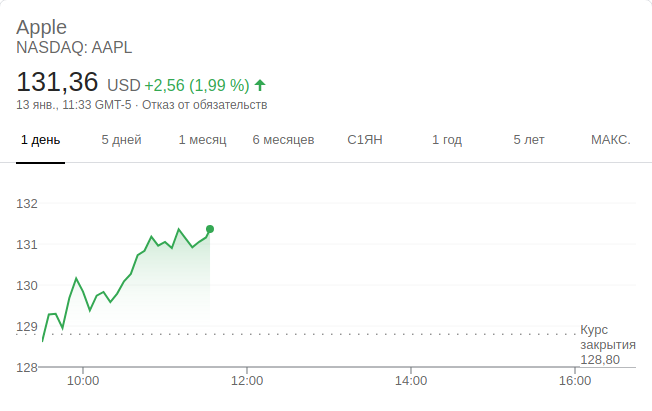 Apple
NASDAQ: AAPL
131,36 USD +2,56 (1,99 %)
13 янв., 11:33 GMT-5 · Отказ от обязательств
1 день 5 дней 1 месяц 6 месяцев С1ЯН 1 год 5 лет МАКС.
132
131
130
129
128
Курс
закрытия
128,80
10:00 12:00 14:00 16:00